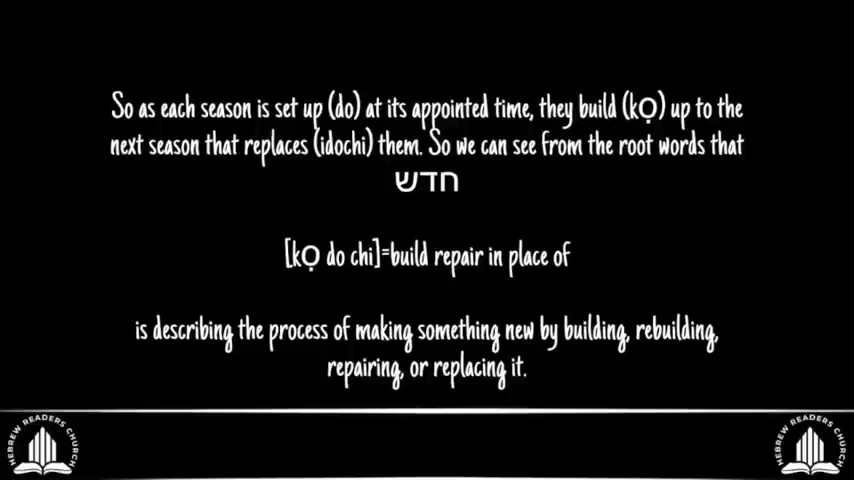 So as each season is set up (do) at its appointed time, they build (kọ) up to the
next season that replaces (idochi) them. So we can see from the root words that
חדש
[kọ do chi]=build repair in place of
is describing the process of making something new by building, rebuilding,
repairing, or replacing it.
HEBREW READERS CHURCH
HEBREW READERS CHURCH